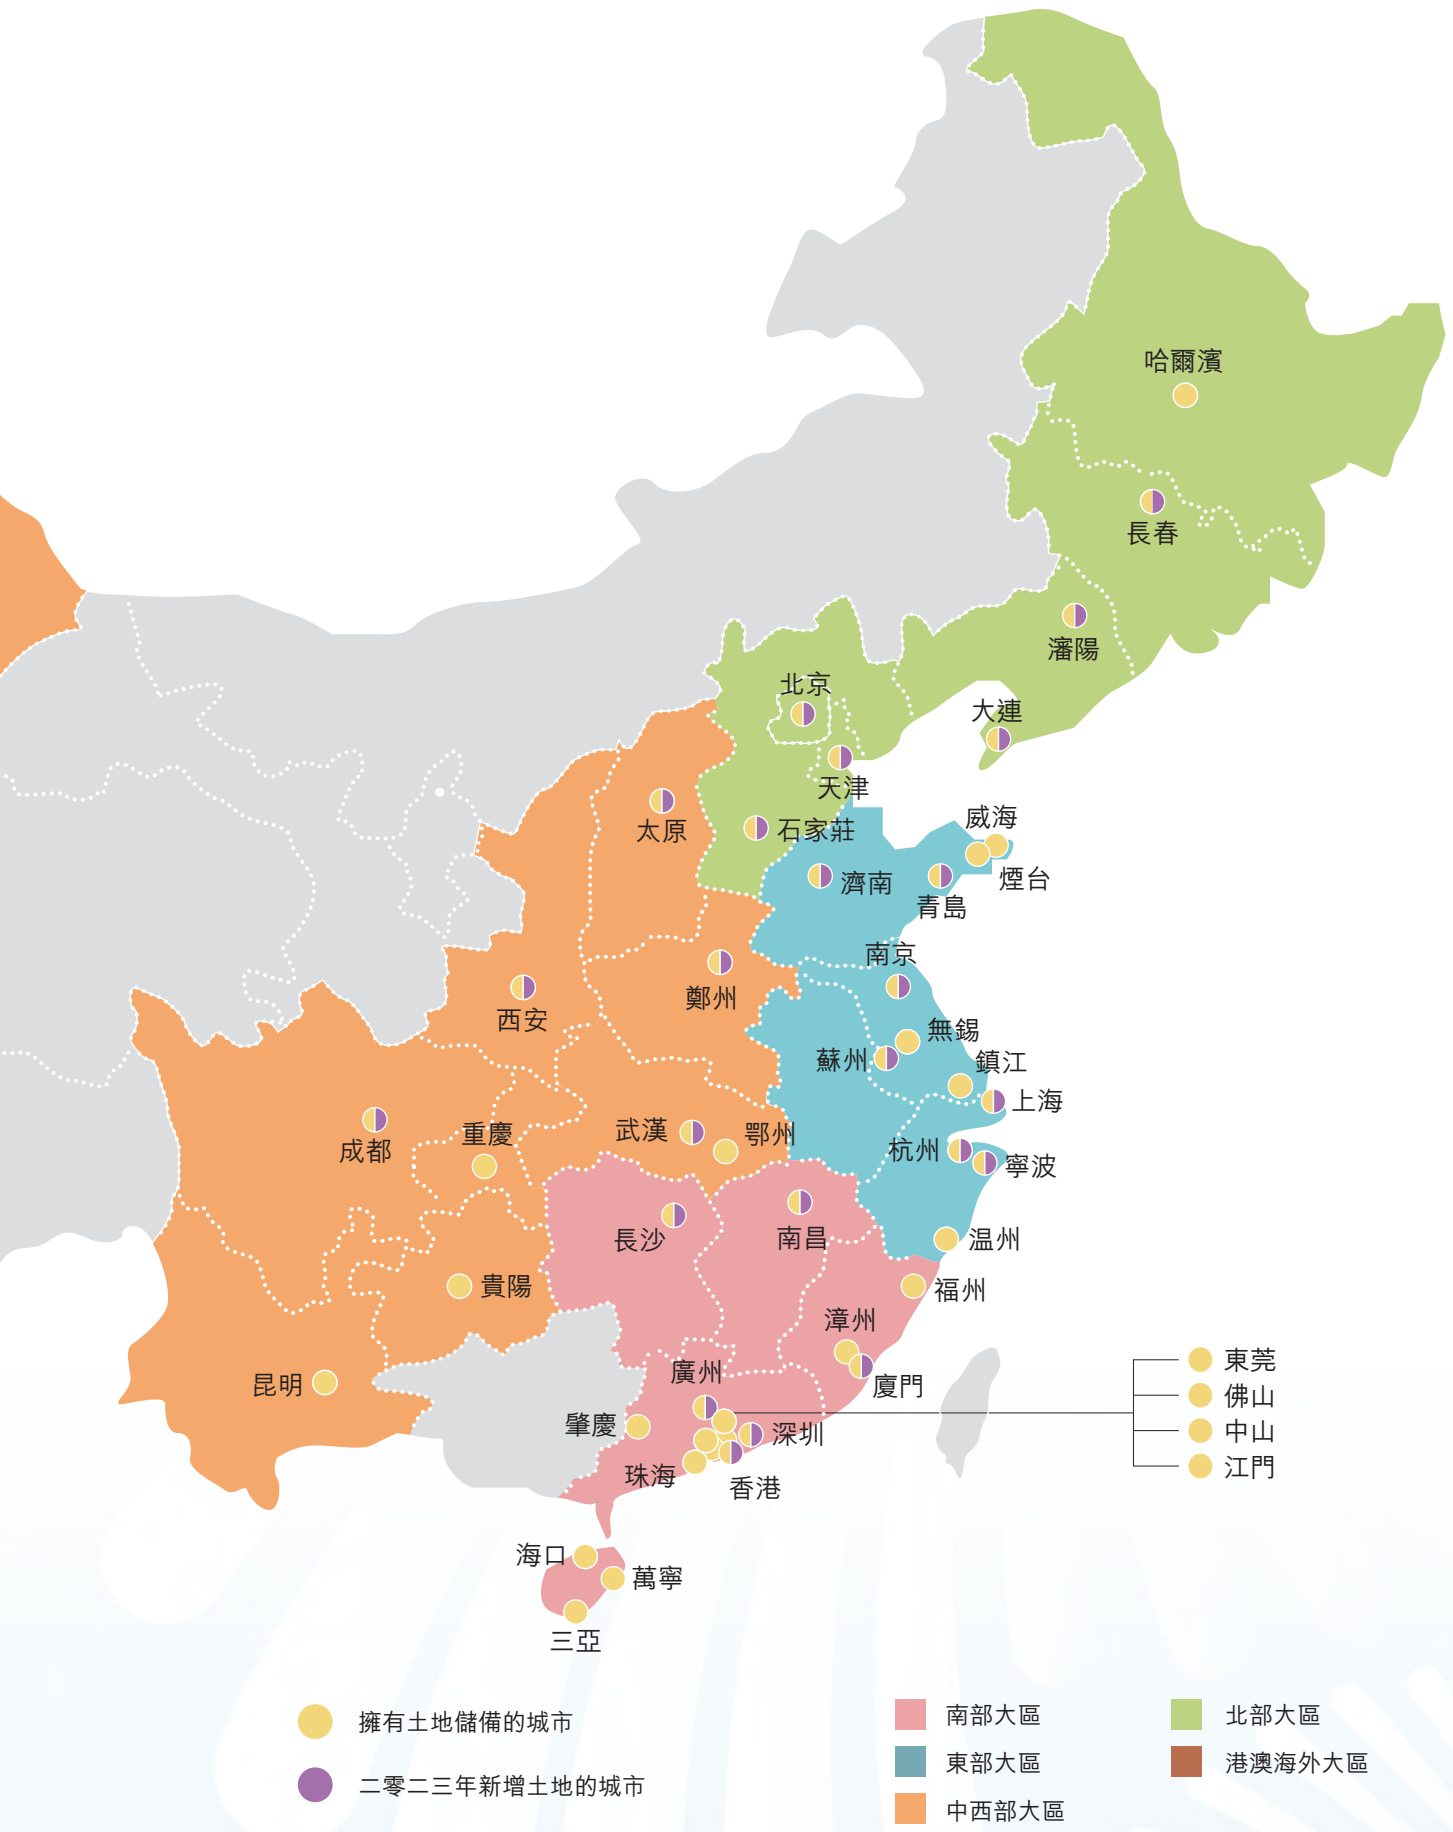 哈爾濱
長春
瀋陽
北京
大連
天津
太原
石家莊
威海
濟南
煙台
青島
南京
鄭州
西安
無錫
蘇州
鎮江
上海
武漢
鄂州
重慶
成都
杭州
寧波
長沙
南昌
温州
貴陽
福州
漳州
東莞
廣州
昆明
廈門
佛山
肇慶
深圳
中山
珠海
香港
江門
海口
萬寧
三亞
擁有土地儲備的城市
二零二三年新增土地的城市
南部大區
東部大區
中西部大區
北部大區
港澳海外大區